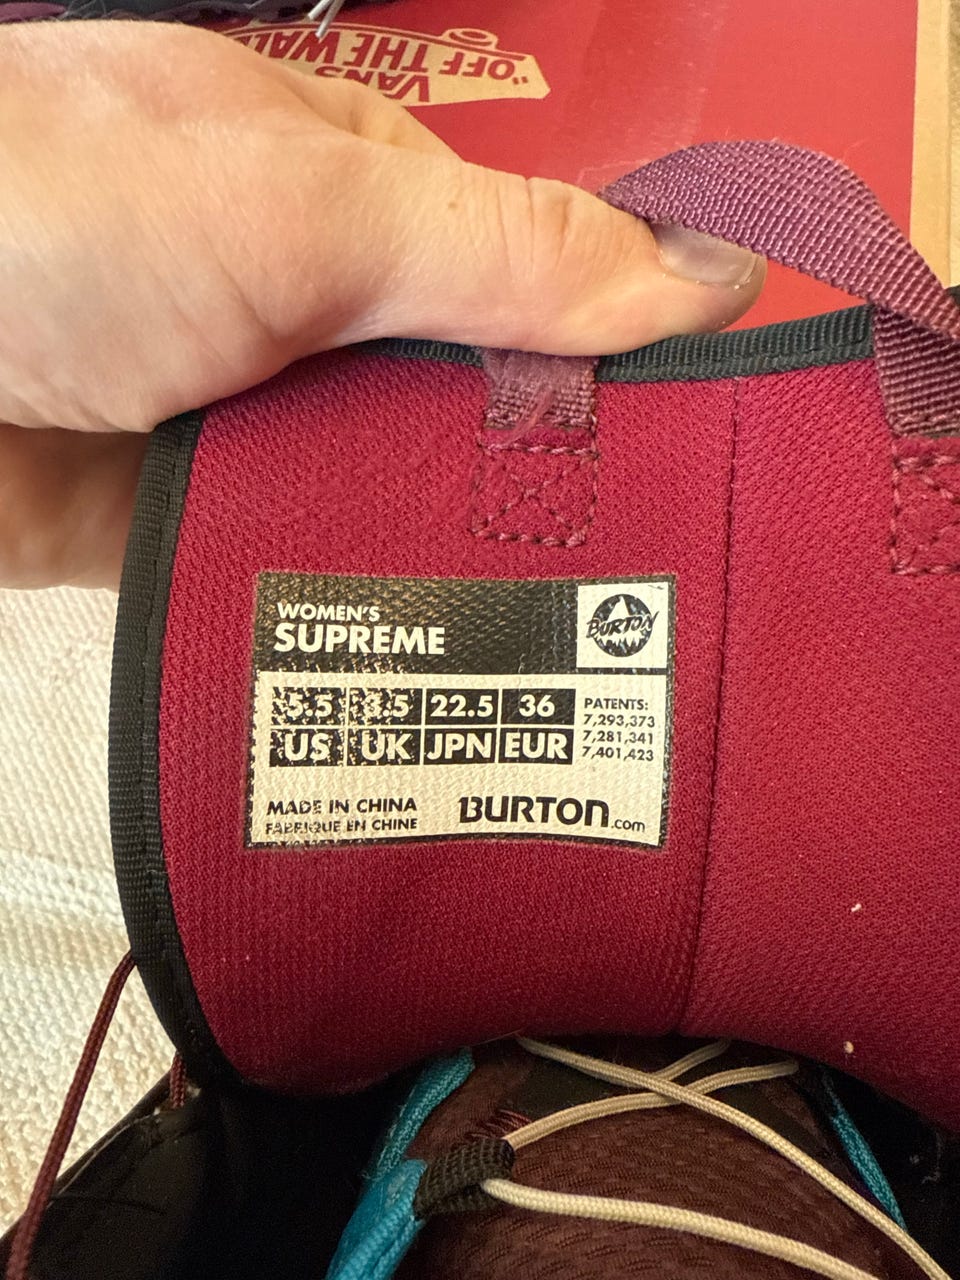 VANS
"OFF THE WALL
WOMEN'S
SUPREME
BURTON
5.5 3.5 22.5 36
US UK JPN EUR
PATENTS:
7,293,373
7,281,341
7,401,423
MADE IN CHINA
FABRIQUE EN CHINE
BURTON.com